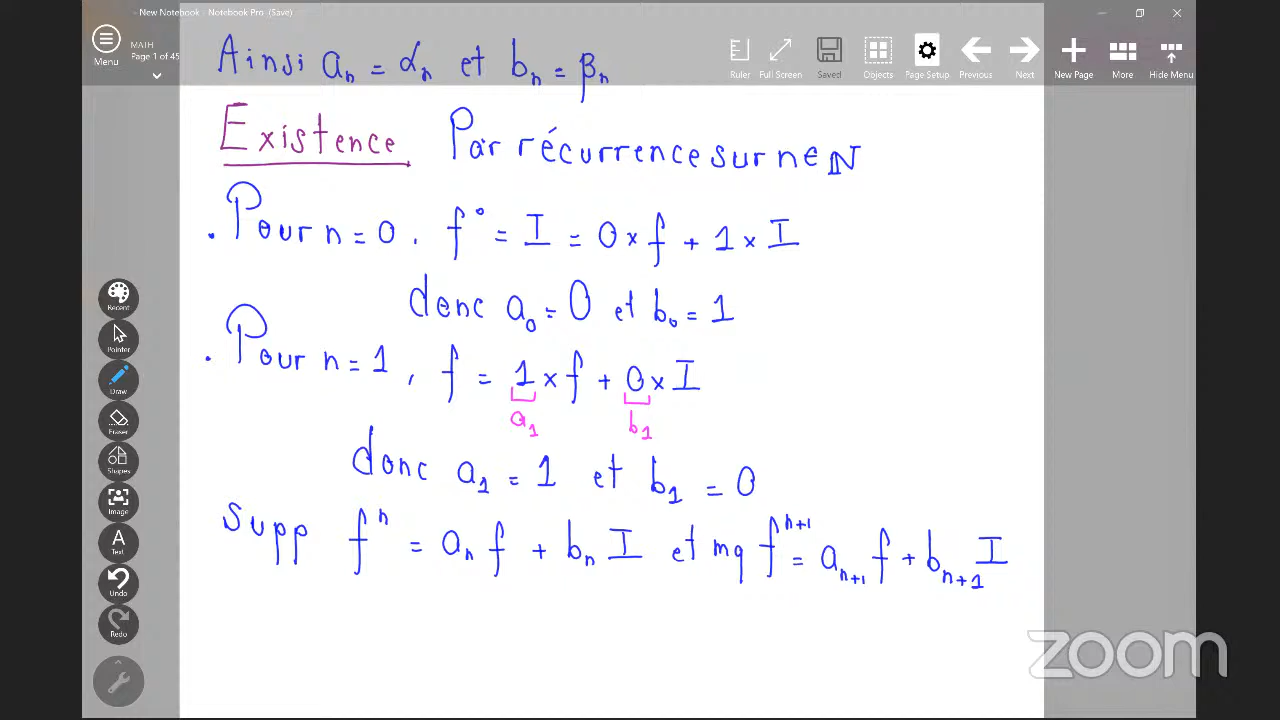 New Notebook - Notebook Pro (Save)
Menu
MATH
Page 1 of 45
Ruler
Full Screen
Saved
Objects
Page Setup
Previous
Next
New Page
More
Hide Menu
Ainsi aₙ = αₙ et bₙ = βₙ
Existence Par récurrence sur n ∈ ℕ
. Pour n = 0 , f⁰ = I = 0 × f + 1 × I
donc a₀ = 0 et b₀ = 1
. Pour n = 1 , f = 1 × f + 0 × I
a₁ b₁
donc a₁ = 1 et b₁ = 0
Supp fⁿ = aₙ f + bₙ I et mq fⁿ⁺¹ = aₙ₊₁ f + bₙ₊₁ I
Recent
Pointer
Draw
Eraser
Shapes
Image
Text
Undo
Redo
zoom